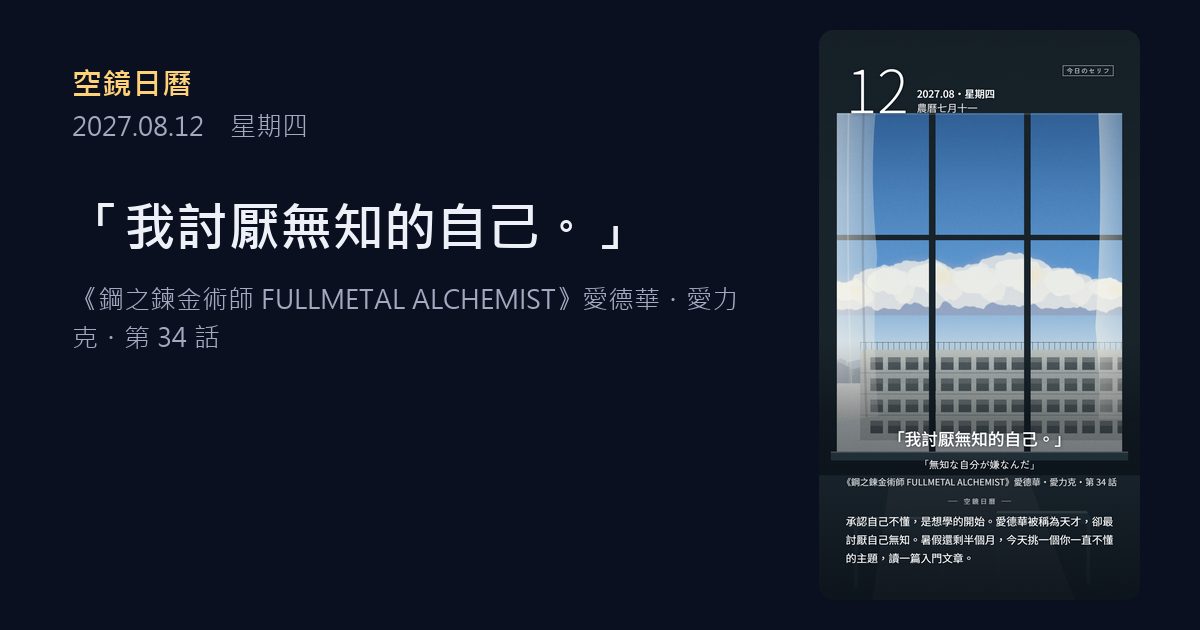 空鏡日曆
2027.08.12 星期四
「我討厭無知的自己。」
《鋼之鍊金術師 FULLMETAL ALCHEMIST》愛德華・愛力
克・第 34 話
今日のセリフ
12
2027.08・星期四
農曆七月十一
「我討厭無知的自己。」
「無知な自分が嫌なんだ」
《鋼之鍊金術師 FULLMETAL ALCHEMIST》愛德華・愛力克・第 34 話
— 空鏡日曆 —
承認自己不懂，是想學的開始。愛德華被稱為天才，卻最
討厭自己無知。暑假還剩半個月，今天挑一個你一直不懂
的主題，讀一篇入門文章。